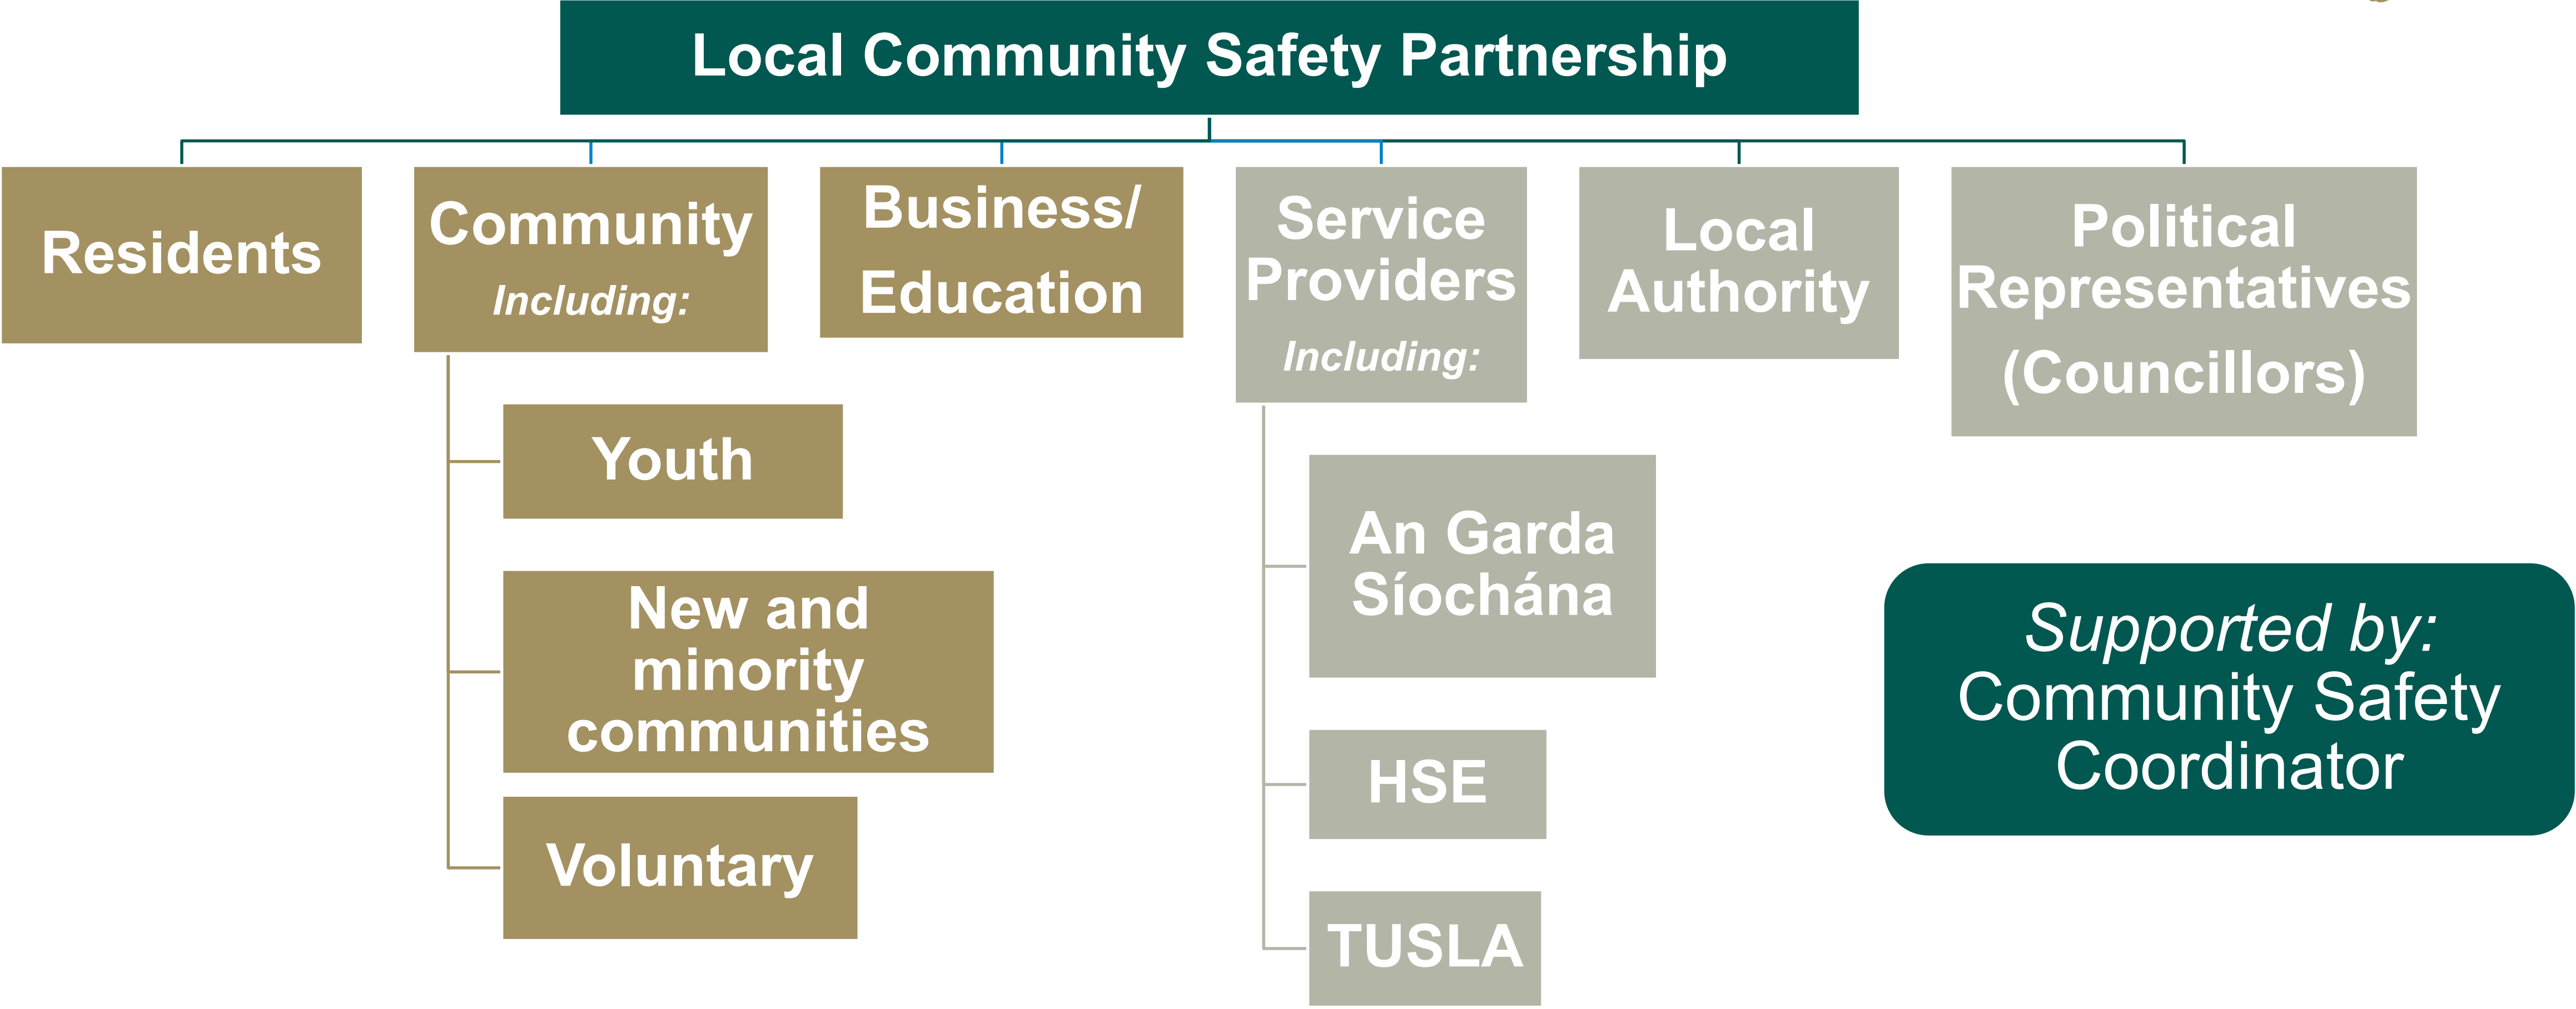 Local Community Safety Partnership
Residents
Community
Including:
Youth
New and
minority
communities
Voluntary
Business/
Education
Service
Providers
Including:
An Garda
Síochána
HSE
TUSLA
Local
Authority
Political
Representatives
(Councillors)
Supported by:
Community Safety
Coordinator